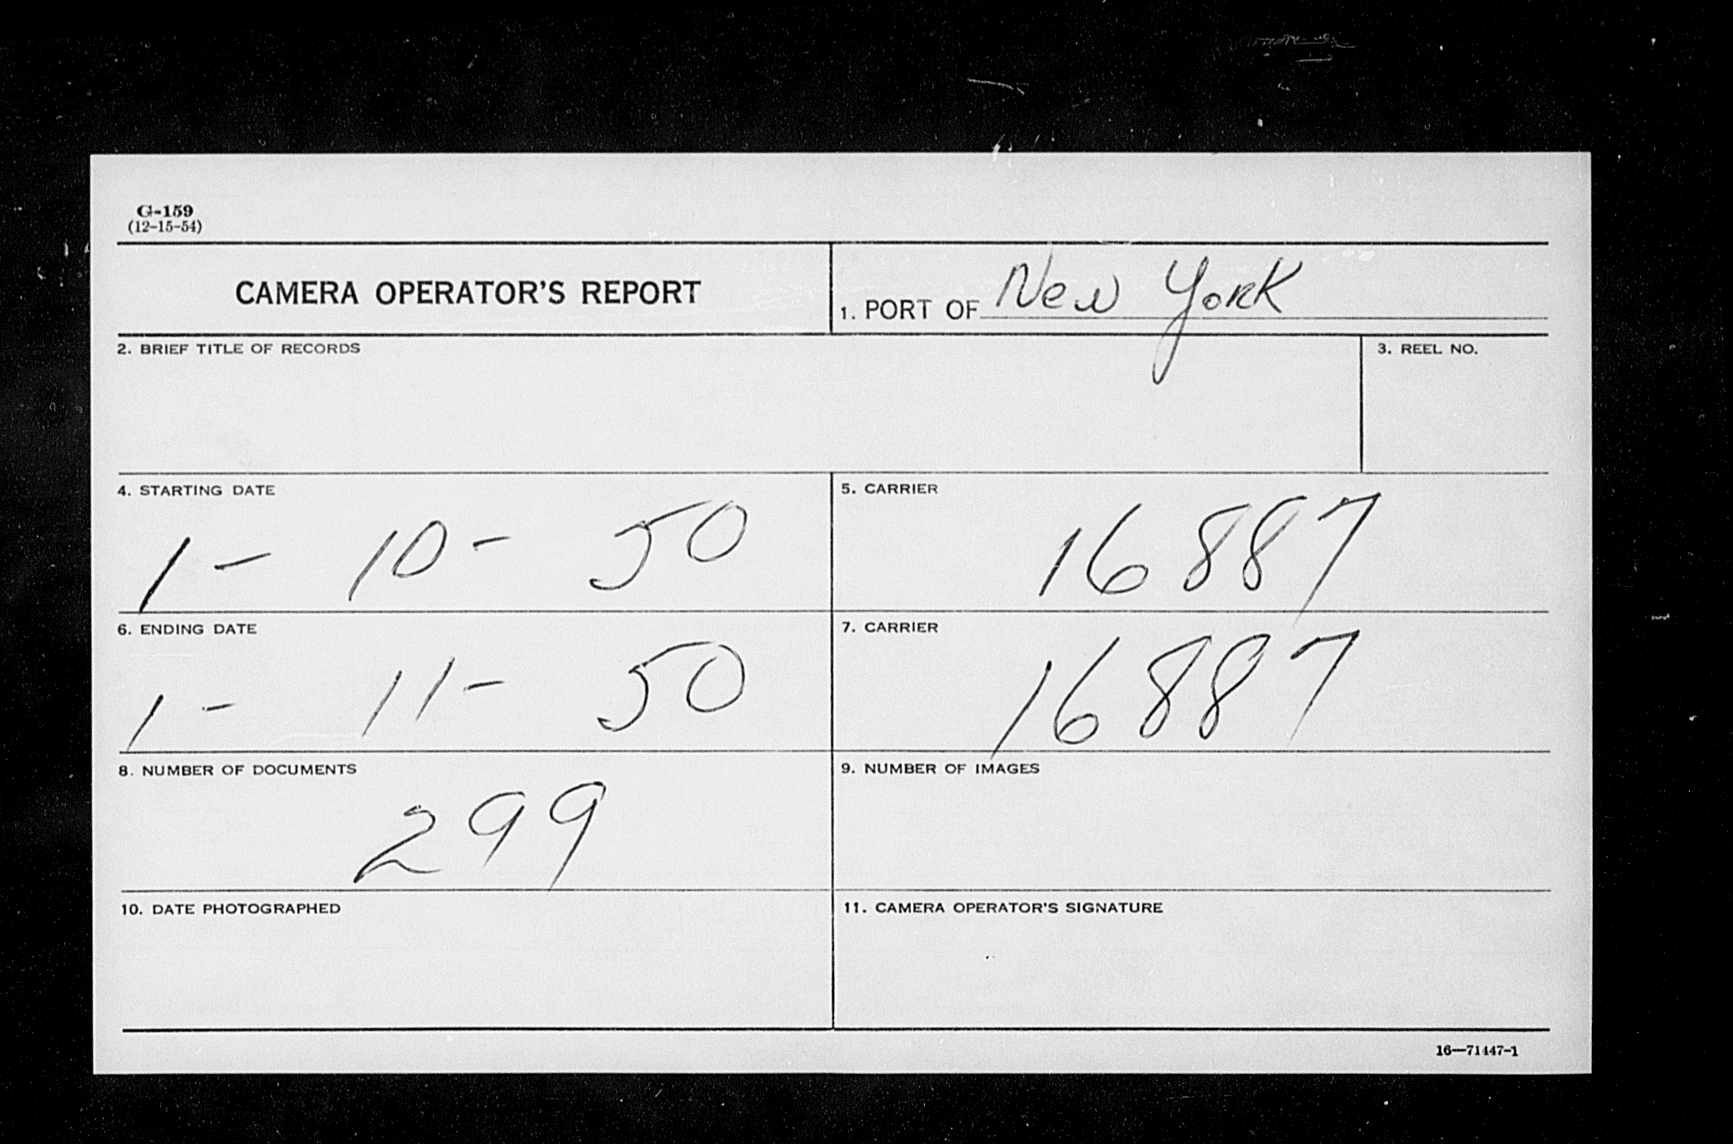 G-159
(12-15-54)
CAMERA OPERATOR'S REPORT
1. PORT OF New York
2. BRIEF TITLE OF RECORDS
3. REEL NO.
4. STARTING DATE
1- 10- 50
5. CARRIER
16887
6. ENDING DATE
1- 11- 50
7. CARRIER
16887
8. NUMBER OF DOCUMENTS
299
9. NUMBER OF IMAGES
10. DATE PHOTOGRAPHED
11. CAMERA OPERATOR'S SIGNATURE
16—71447-1